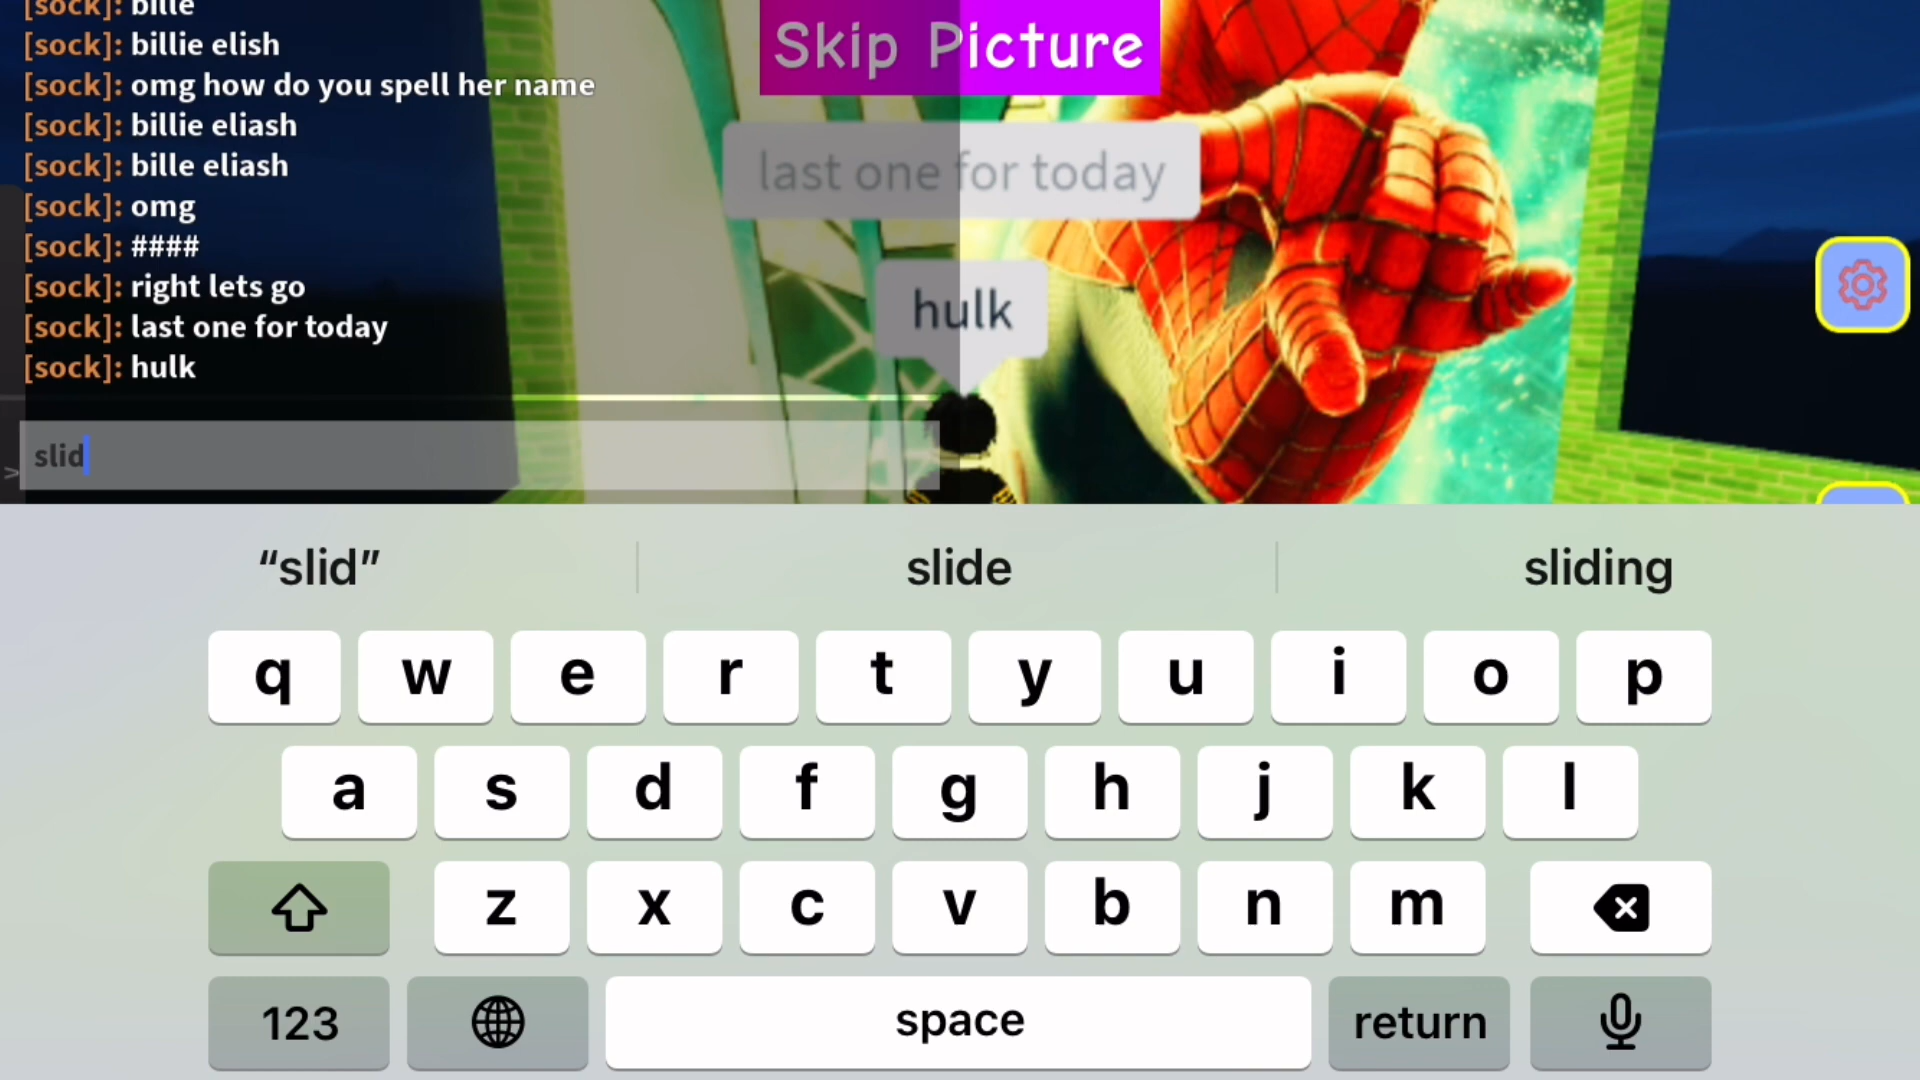 [sock]: bille
[sock]: billie elish
[sock]: omg how do you spell her name
[sock]: billie eliash
[sock]: bille eliash
[sock]: omg
[sock]: ####
[sock]: right lets go
[sock]: last one for today
[sock]: hulk
> slid
Skip Picture
last one for today
hulk
“slid” slide sliding
q w e r t y u i o p
a s d f g h j k l
z x c v b n m
123 space return